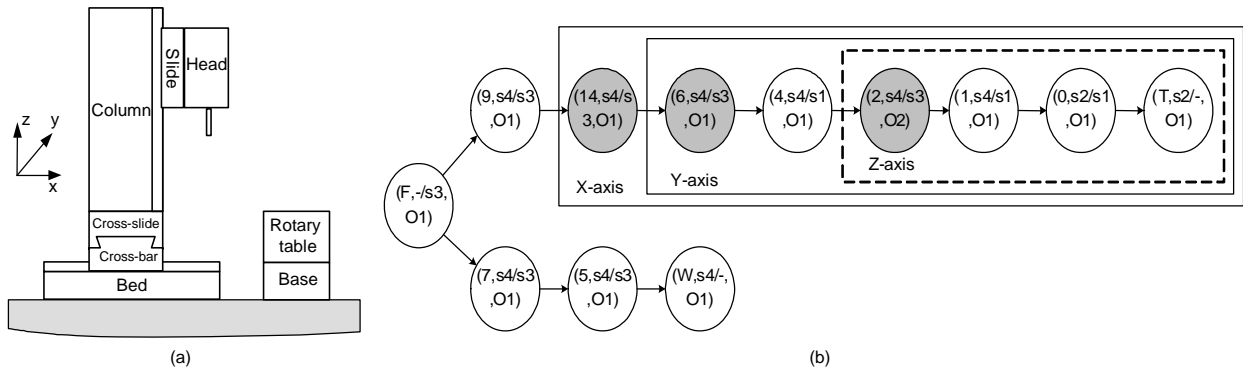 Column
Slide
Head
z
y
x
Cross-slide
Cross-bar
Bed
Rotary
table
Base
(a)
(9,s4/s3
,O1)
(14,s4/s
3,O1)
(6,s4/s3
,O1)
(4,s4/s1
,O1)
(2,s4/s3
,O2)
(1,s4/s1
,O1)
(0,s2/s1
,O1)
(T,s2/-,
O1)
X-axis
Y-axis
Z-axis
(F,-/s3,
O1)
(7,s4/s3
,O1)
(5,s4/s3
,O1)
(W,s4/-,
O1)
(b)